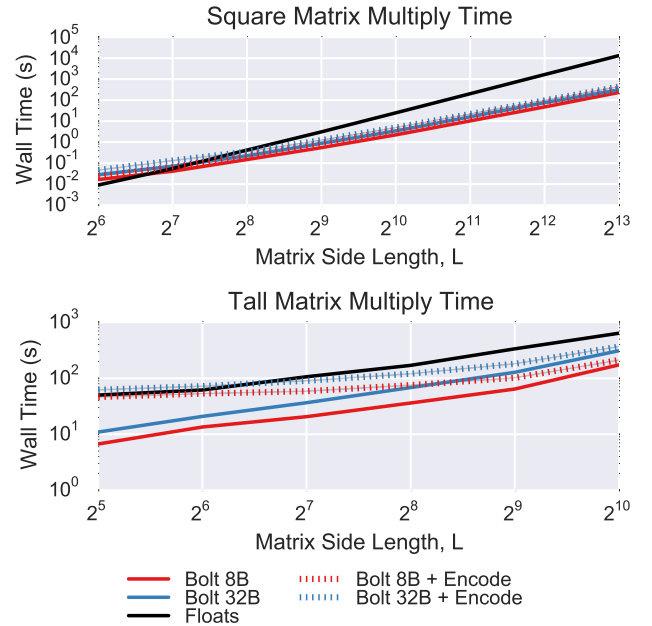 Square Matrix Multiply Time
Wall Time (s)
10^5
10^4
10^3
10^2
10^1
10^0
10^-1
10^-2
10^-3
2^6 2^7 2^8 2^9 2^10 2^11 2^12 2^13
Matrix Side Length, L
Tall Matrix Multiply Time
Wall Time (s)
10^3
10^2
10^1
10^0
2^5 2^6 2^7 2^8 2^9 2^10
Matrix Side Length, L
Bolt 8B Bolt 8B + Encode
Bolt 32B Bolt 32B + Encode
Floats